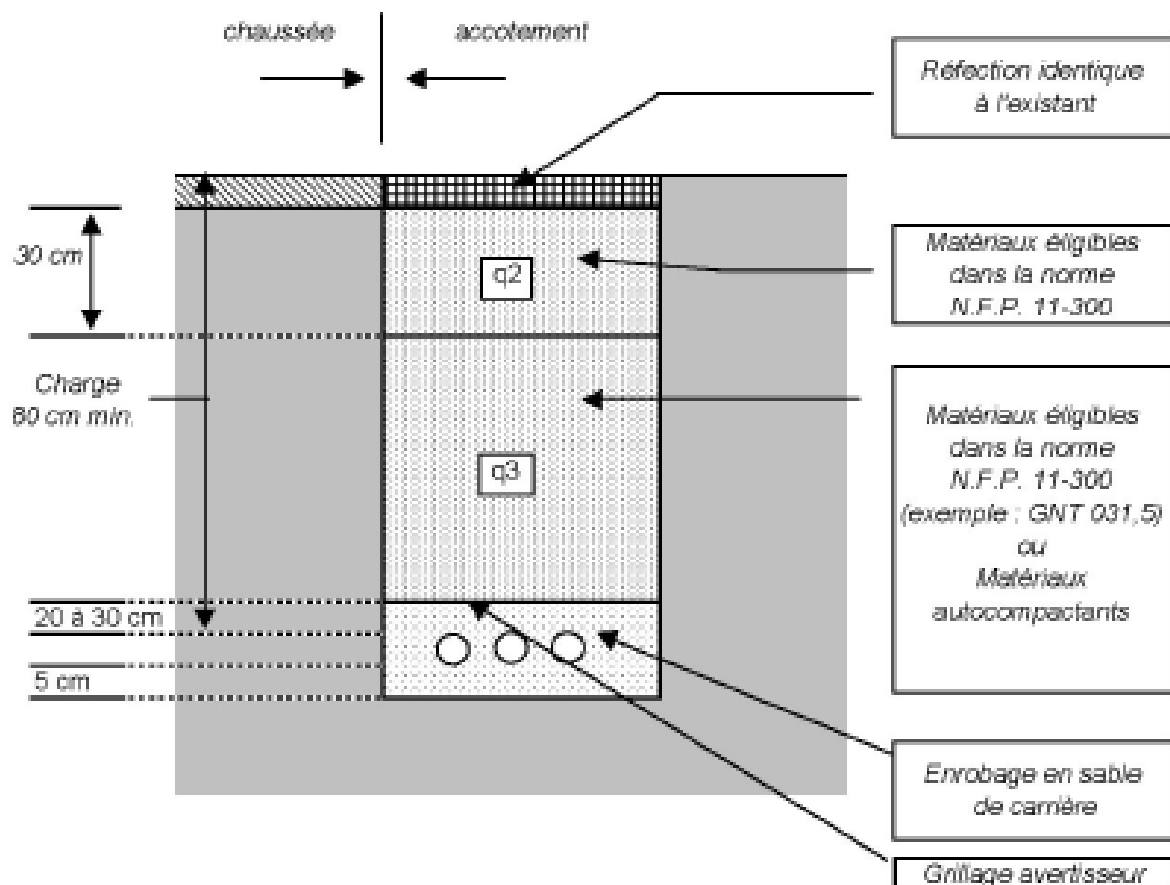 chaussée
accotement
Réfection identique
à l'existant
30 cm
q2
Matériaux éligibles
dans la norme
N.F.P. 11-300
Charge
60 cm min.
q3
Matériaux éligibles
dans la norme
N.F.P. 11-300
(exemple : GNT 031,5)
ou
Matériaux
autocompactants
20 à 30 cm
5 cm
Enrobage en sable
de carrière
Grillage avertisseur